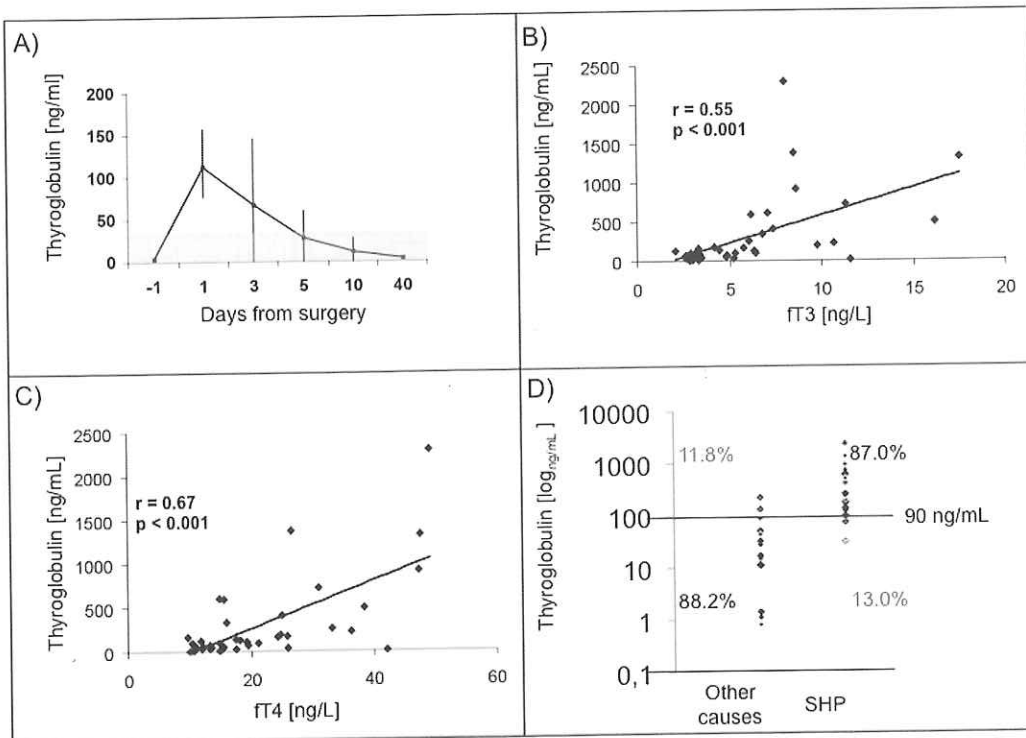 A)
Thyroglobulin [ng/ml]
200
150
100
50
0
-1 1 3 5 10 40
Days from surgery
B)
Thyroglobulin [ng/mL]
2500
2000
1500
1000
500
0
r = 0.55
p < 0.001
0 5 10 15 20
fT3 [ng/L]
C)
Thyroglobulin [ng/mL]
2500
2000
1500
1000
500
0
r = 0.67
p < 0.001
0 20 40 60
fT4 [ng/L]
D)
Thyroglobulin [log ng/mL]
10000
1000
100
10
1
0,1
11.8%
87.0%
90 ng/mL
88.2%
13.0%
Other
causes
SHP